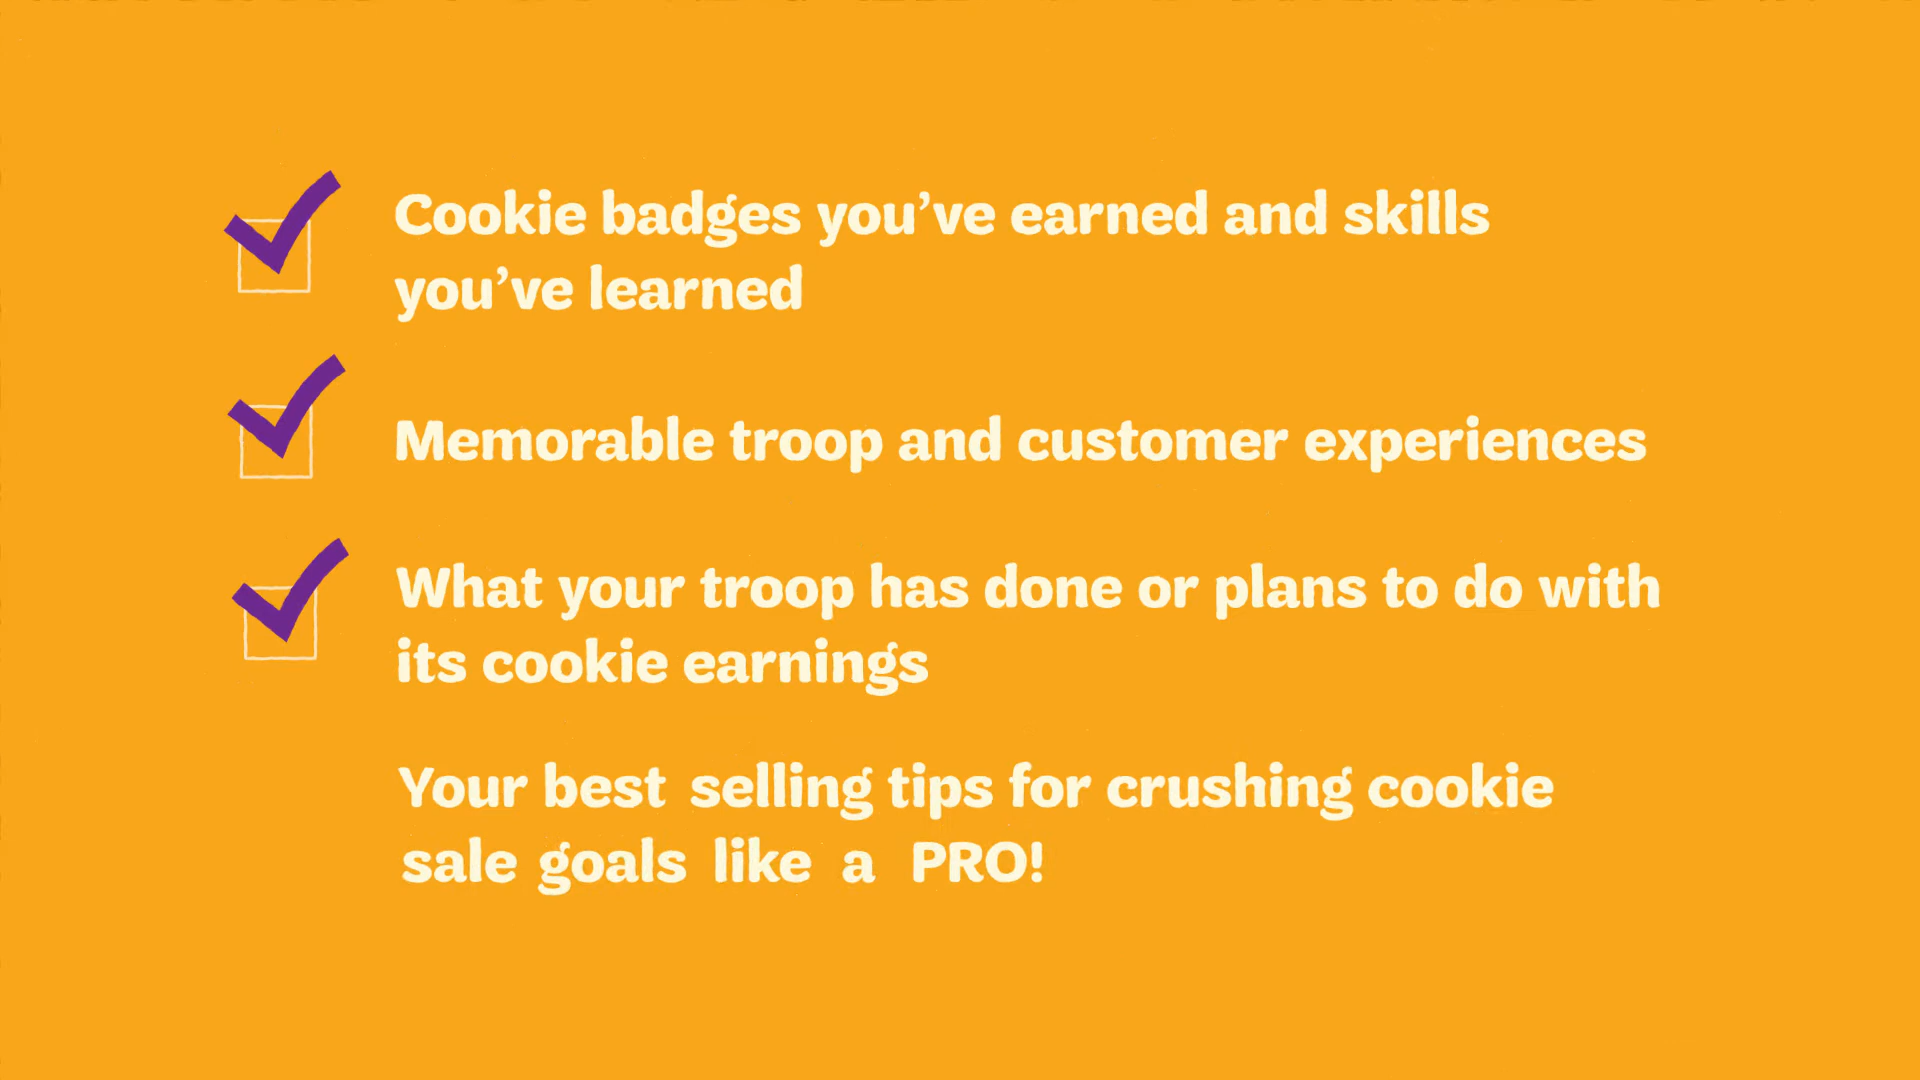 Cookie badges you’ve earned and skills
you’ve learned
Memorable troop and customer experiences
What your troop has done or plans to do with
its cookie earnings
Your best selling tips for crushing cookie
sale goals like a PRO!